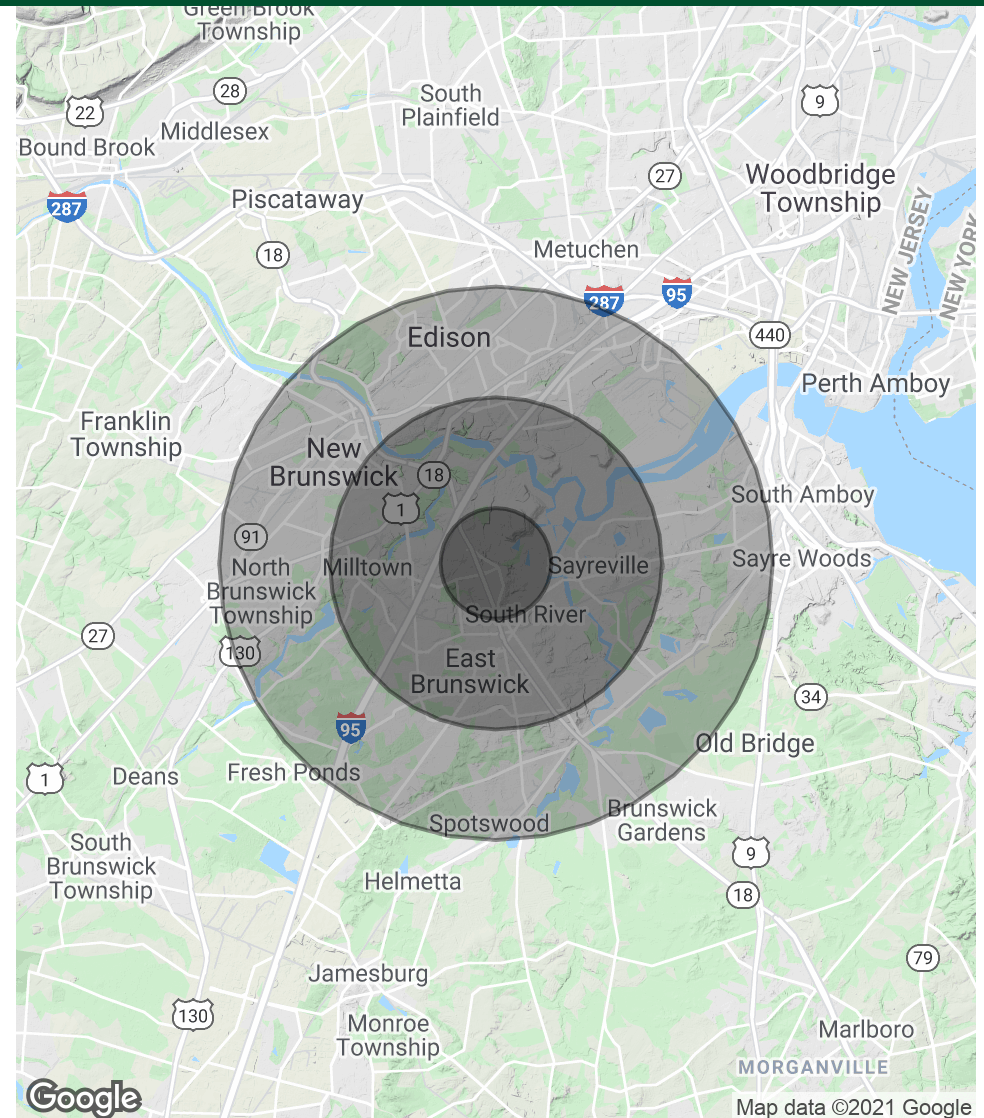 Green Brook
Township
28
22
South
Plainfield
9
Middlesex
Bound Brook
27
Woodbridge
Township
287
Piscataway
NEW JERSEY
NEW YORK
18
Metuchen
287
95
Edison
440
Perth Amboy
Franklin
Township
New
Brunswick
18
1
South Amboy
91
North
Brunswick
Township
Milltown
Sayreville
Sayre Woods
South River
27
130
East
Brunswick
34
95
Old Bridge
1
Deans
Fresh Ponds
Spotswood
Brunswick
Gardens
South
Brunswick
Township
9
Helmetta
18
79
Jamesburg
130
Monroe
Township
Marlboro
MORGANVILLE
Google
Map data ©2021 Google